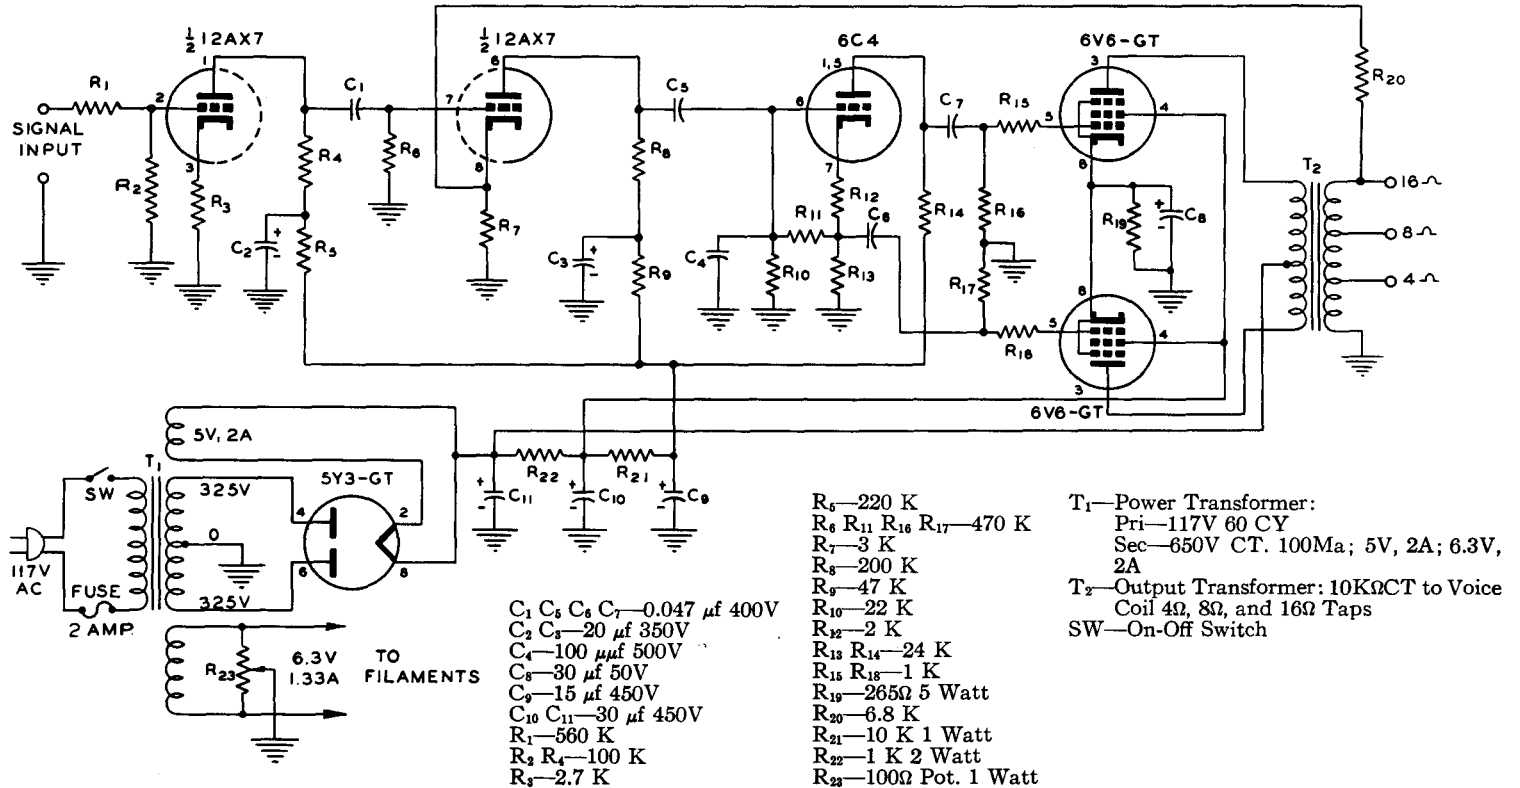 ½ 12AX7
½ 12AX7
6C4
6V6-GT
R1
1
2
3
SIGNAL
INPUT
R2
R3
R4
C1
R6
C2
+
-
R5
6
7
8
R7
C5
R8
C3
+
-
R9
1,5
6
7
R12
R11
C6
C4
R10
R13
R14
C7
R15
R16
R17
R18
3
5
4
8
R19
+
-
C8
8
5
4
3
6V6-GT
R20
T2
16Ω
8Ω
4Ω
5V, 2A
T1
SW
325V
0
325V
117V
AC
FUSE
2 AMP.
5Y3-GT
4
2
6
8
R22
R21
+
-
C11
+
-
C10
+
-
C9
R23
6.3V
1.33A
TO
FILAMENTS
C1 C5 C6 C7—0.047 μf 400V
C2 C3—20 μf 350V
C4—100 μμf 500V
C8—30 μf 50V
C9—15 μf 450V
C10 C11—30 μf 450V
R1—560 K
R2 R4—100 K
R3—2.7 K
R5—220 K
R6 R11 R16 R17—470 K
R7—3 K
R8—200 K
R9—47 K
R10—22 K
R12—2 K
R13 R14—24 K
R15 R18—1 K
R19—265Ω 5 Watt
R20—6.8 K
R21—10 K 1 Watt
R22—1 K 2 Watt
R23—100Ω Pot. 1 Watt
T1—Power Transformer:
Pri—117V 60 CY
Sec—650V CT. 100Ma; 5V, 2A; 6.3V,
2A
T2—Output Transformer: 10KΩCT to Voice
Coil 4Ω, 8Ω, and 16Ω Taps
SW—On-Off Switch